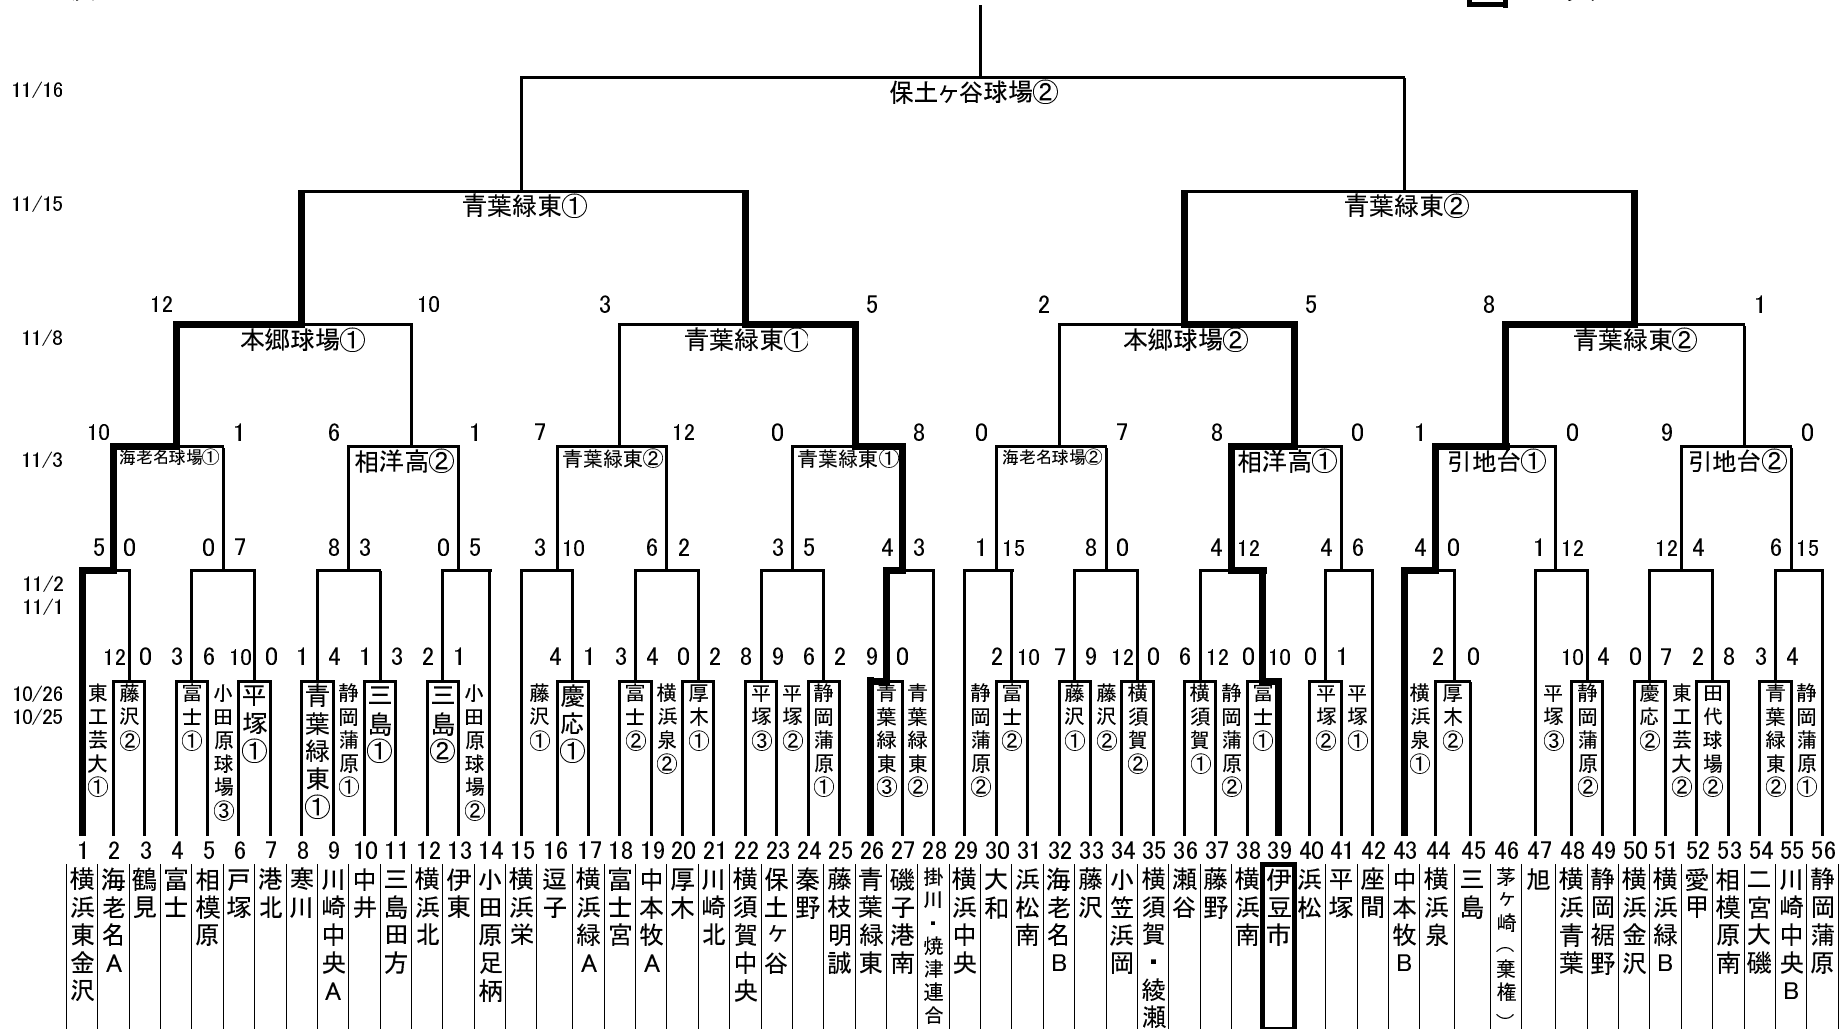 11/16
保土ヶ谷球場②
11/15
青葉緑東① 青葉緑東②
12 10 3 5 2 5 8 1
11/8
本郷球場① 青葉緑東① 本郷球場② 青葉緑東②
10 1 6 1 7 12 0 8 0 7 8 0 1 0 9 0
11/3
海老名球場① 相洋高② 青葉緑東② 青葉緑東① 海老名球場② 相洋高① 引地台① 引地台②
5 0 0 7 8 3 0 5 3 10 6 2 3 5 4 3 1 15 8 0 4 12 4 6 4 0 1 12 12 4 6 15
11/2
11/1
12 0 3 6 10 0 1 4 1 3 2 1 4 1 3 4 0 2 8 9 6 2 9 0 2 10 7 9 12 0 6 12 0 10 0 1 2 0 10 4 0 7 2 8 3 4
10/26
10/25
東工芸大①
藤沢②
富士①
小田原球場③
平塚①
青葉緑東①
静岡蒲原①
三島①
三島②
小田原球場②
藤沢①
慶応①
富士②
横浜泉②
厚木①
平塚③
平塚②
静岡蒲原①
青葉緑東③
青葉緑東②
静岡蒲原②
富士②
藤沢①
藤沢②
横須賀②
横須賀①
静岡蒲原②
富士①
平塚②
平塚①
横浜泉①
厚木②
平塚③
静岡蒲原②
慶応②
東工芸大②
田代球場②
青葉緑東②
静岡蒲原①
1 横浜東金沢
2 海老名A
3 鶴見
4 富士
5 相模原
6 戸塚
7 港北
8 寒川
9 川崎中央A
10 中井
11 三島田方
12 横浜北
13 伊東
14 小田原足柄
15 横浜栄
16 逗子
17 横浜緑A
18 富士宮
19 中本牧A
20 厚木
21 川崎北
22 横須賀中央
23 保土ヶ谷
24 秦野
25 藤枝明誠
26 青葉緑東
27 磯子港南
28 掛川・焼津連合
29 横浜中央
30 大和
31 浜松南
32 海老名B
33 藤沢
34 小笠浜岡
35 横須賀・綾瀬
36 瀬谷
37 藤野
38 横浜南
39 伊豆市
40 浜松
41 平塚
42 座間
43 中本牧B
44 横浜泉
45 三島
46 茅ヶ崎（棄権）
47 旭
48 横浜青葉
49 静岡裾野
50 横浜金沢
51 横浜緑B
52 愛甲
53 相模原南
54 二宮大磯
55 川崎中央B
56 静岡蒲原